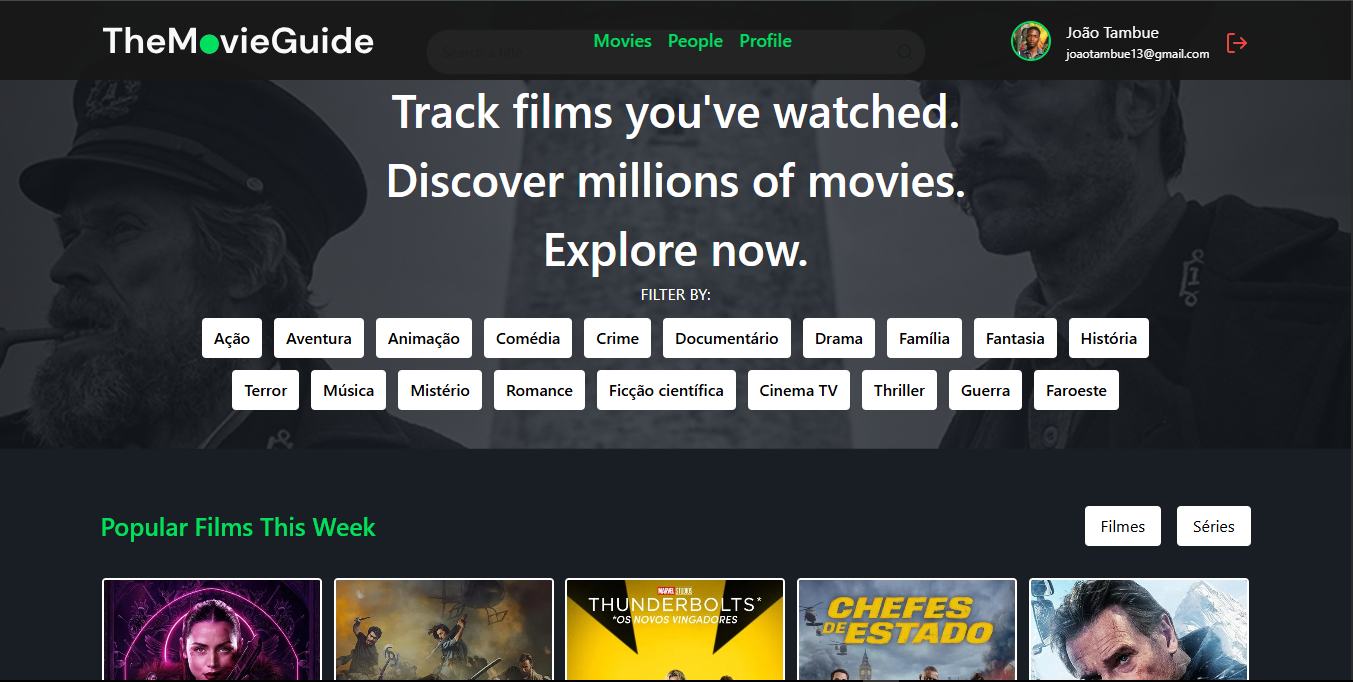 TheMovieGuide
Movies People Profile
Search a title
João Tambue
joaotambue13@gmail.com
Track films you've watched.
Discover millions of movies.
Explore now.
FILTER BY:
Ação Aventura Animação Comédia Crime Documentário Drama Família Fantasia História
Terror Música Mistério Romance Ficção científica Cinema TV Thriller Guerra Faroeste
Popular Films This Week
Filmes Séries
MARVEL STUDIOS
THUNDERBOLTS*
*OS NOVOS VINGADORES
CHEFES
DE ESTADO